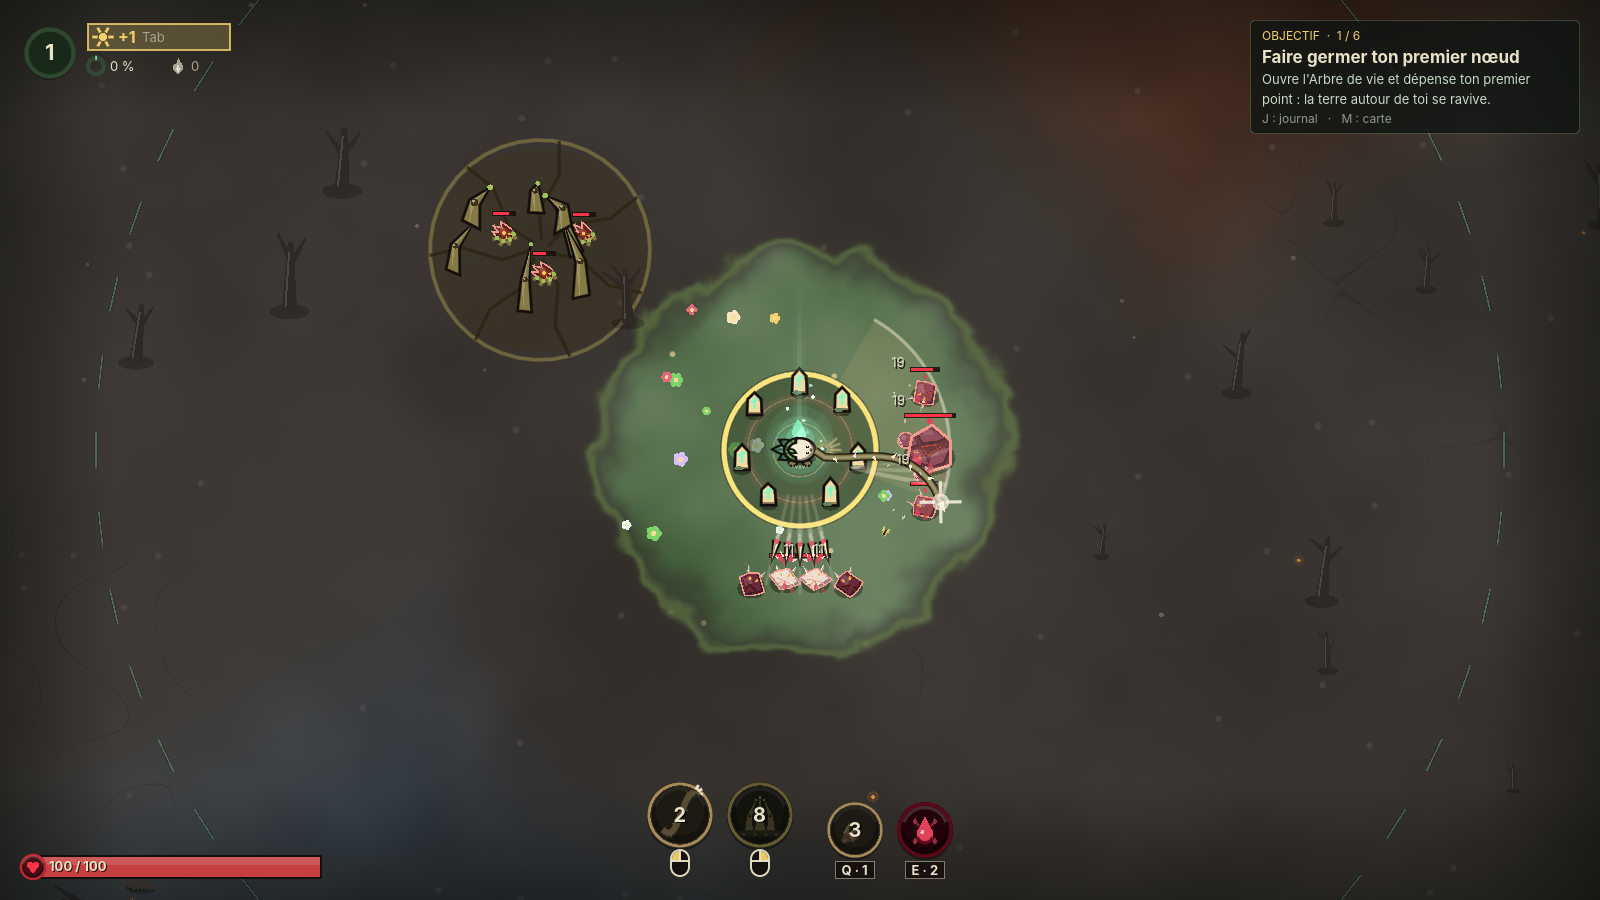 1
+1 Tab
0 %
0
OBJECTIF · 1 / 6
Faire germer ton premier nœud
Ouvre l'Arbre de vie et dépense ton premier
point : la terre autour de toi se ravive.
J : journal · M : carte
19
19
19
2
8
3
Q · 1
E · 2
100 / 100